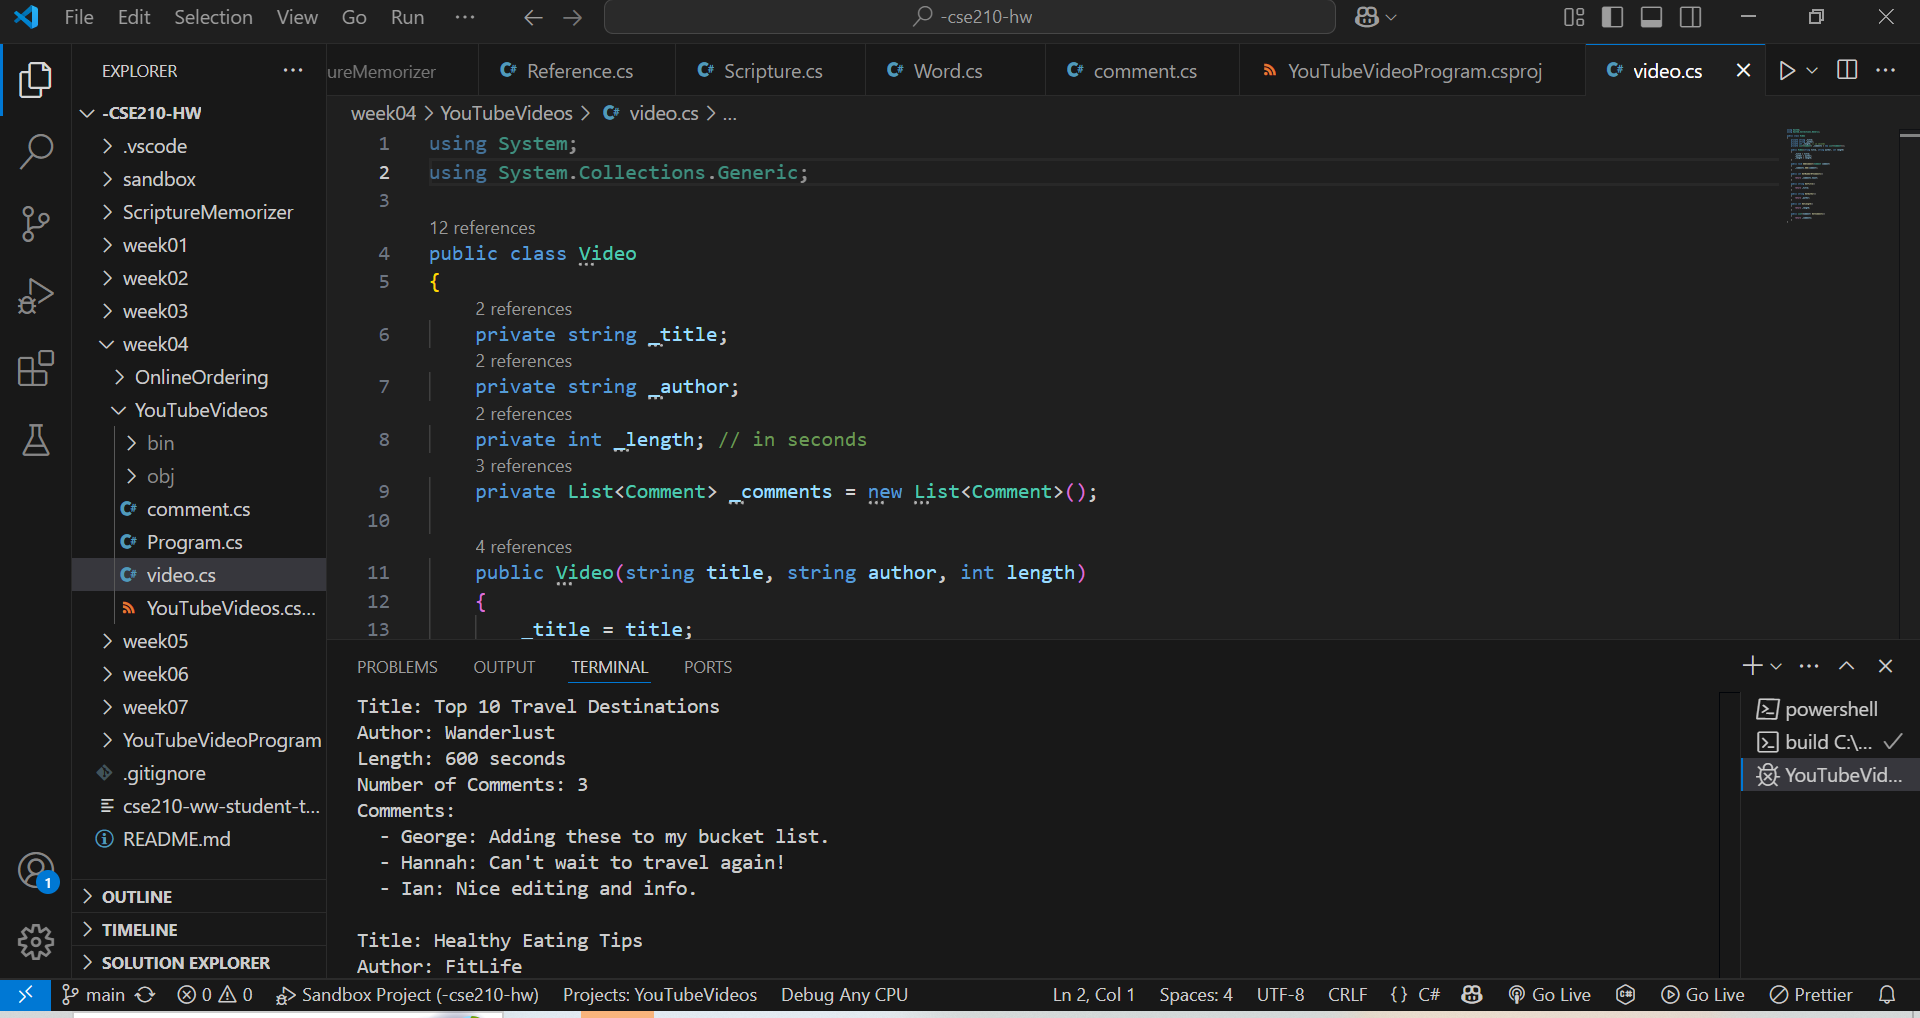 File Edit Selection View Go Run ··· -cse210-hw
EXPLORER ···
-CSE210-HW
.vscode
sandbox
ScriptureMemorizer
week01
week02
week03
week04
OnlineOrdering
YouTubeVideos
bin
obj
comment.cs
Program.cs
video.cs
YouTubeVideos.cs...
week05
week06
week07
YouTubeVideoProgram
.gitignore
cse210-ww-student-t...
README.md
OUTLINE
TIMELINE
SOLUTION EXPLORER
1
ureMemorizer Reference.cs Scripture.cs Word.cs comment.cs YouTubeVideoProgram.csproj video.cs
week04 > YouTubeVideos > video.cs > ...
1 using System;
2 using System.Collections.Generic;
3
12 references
4 public class Video
5 {
2 references
6 private string _title;
2 references
7 private string _author;
2 references
8 private int _length; // in seconds
3 references
9 private List<Comment> _comments = new List<Comment>();
10
4 references
11 public Video(string title, string author, int length)
12 {
13 _title = title;
PROBLEMS OUTPUT TERMINAL PORTS
Title: Top 10 Travel Destinations
Author: Wanderlust
Length: 600 seconds
Number of Comments: 3
Comments:
- George: Adding these to my bucket list.
- Hannah: Can't wait to travel again!
- Ian: Nice editing and info.
Title: Healthy Eating Tips
Author: FitLife
powershell
build C:\...
YouTubeVid...
main 0 0 Sandbox Project (-cse210-hw) Projects: YouTubeVideos Debug Any CPU Ln 2, Col 1 Spaces: 4 UTF-8 CRLF {} C# Go Live Go Live Prettier